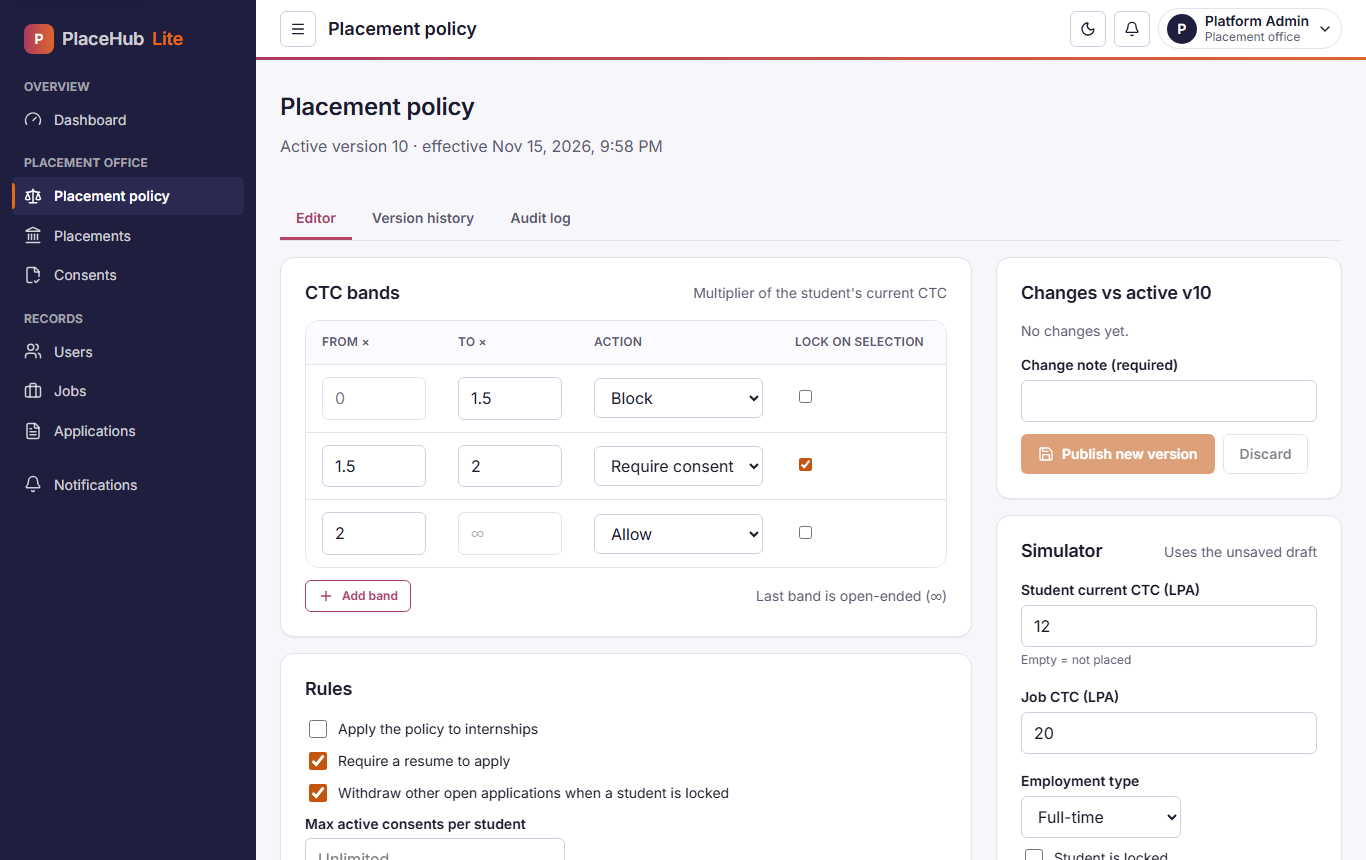 P PlaceHub Lite
OVERVIEW
Dashboard
PLACEMENT OFFICE
Placement policy
Placements
Consents
RECORDS
Users
Jobs
Applications
Notifications
Placement policy
P
Platform Admin
Placement office
Placement policy
Active version 10 · effective Nov 15, 2026, 9:58 PM
Editor Version history Audit log
CTC bands Multiplier of the student's current CTC
FROM × TO × ACTION LOCK ON SELECTION
0 1.5 Block
1.5 2 Require consent
2 ∞ Allow
Add band Last band is open-ended (∞)
Rules
Apply the policy to internships
Require a resume to apply
Withdraw other open applications when a student is locked
Max active consents per student
Unlimited
Changes vs active v10
No changes yet.
Change note (required)
Publish new version Discard
Simulator Uses the unsaved draft
Student current CTC (LPA)
12
Empty = not placed
Job CTC (LPA)
20
Employment type
Full-time
Student is locked